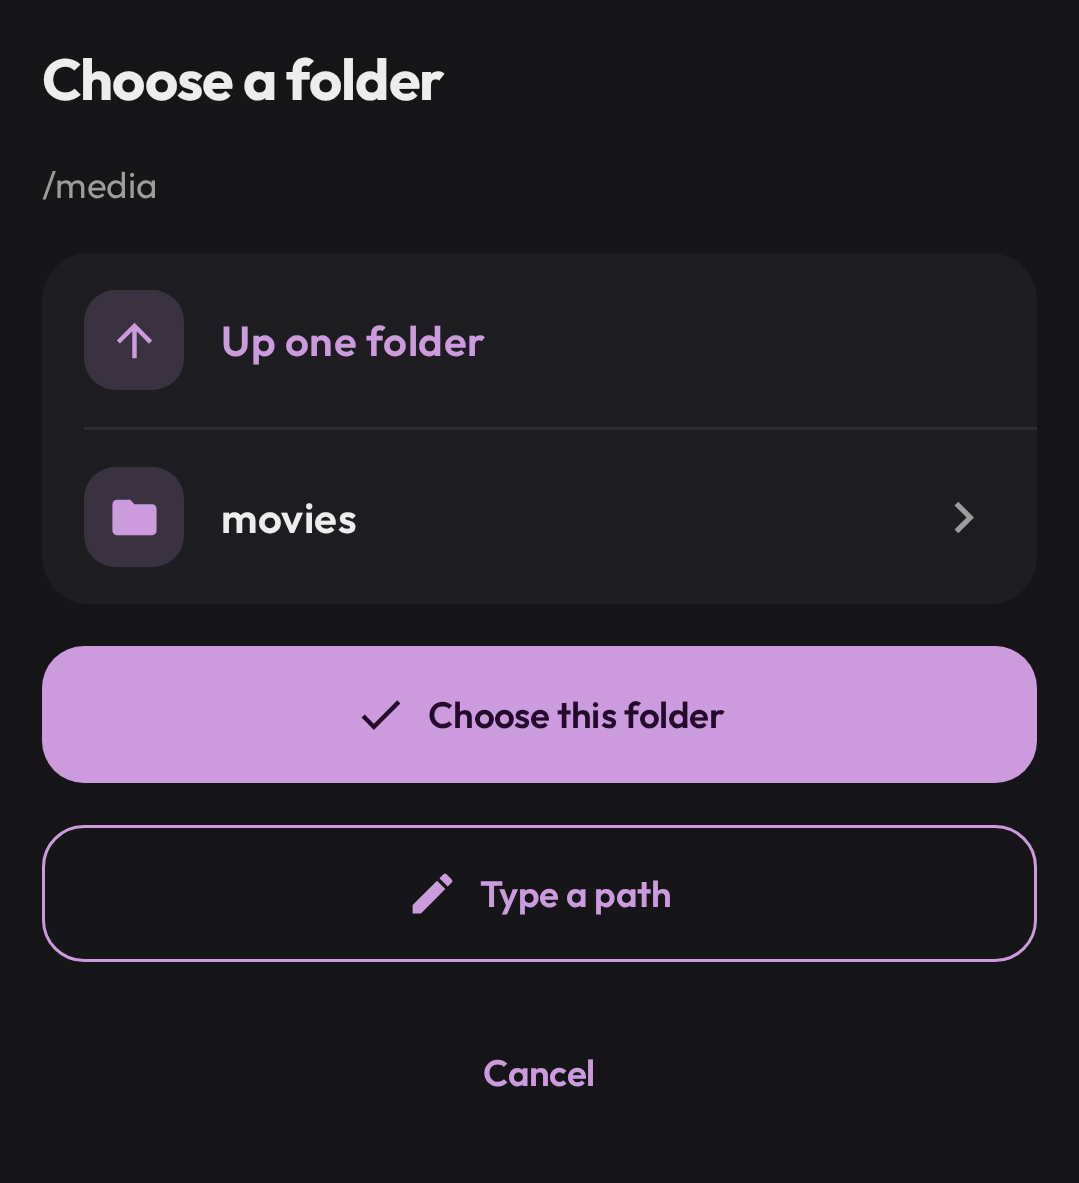 Choose a folder
/media
Up one folder
movies
Choose this folder
Type a path
Cancel